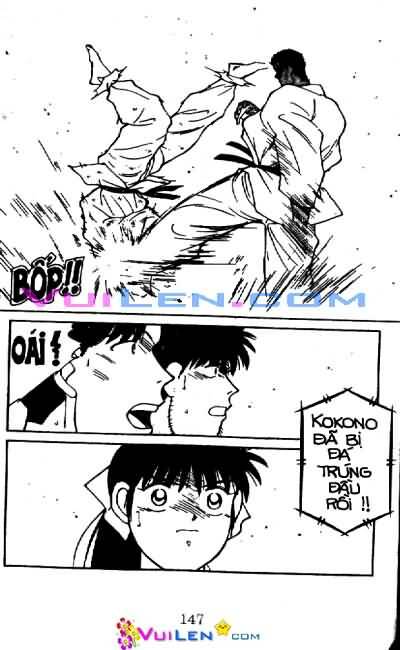 BỐP!!
VUILEN.COM
OÁI!
KOKONO
ĐÃ BỊ
ĐÁ
TRÚNG
ĐẦU
RỒI !!
147
VUILEN.COM